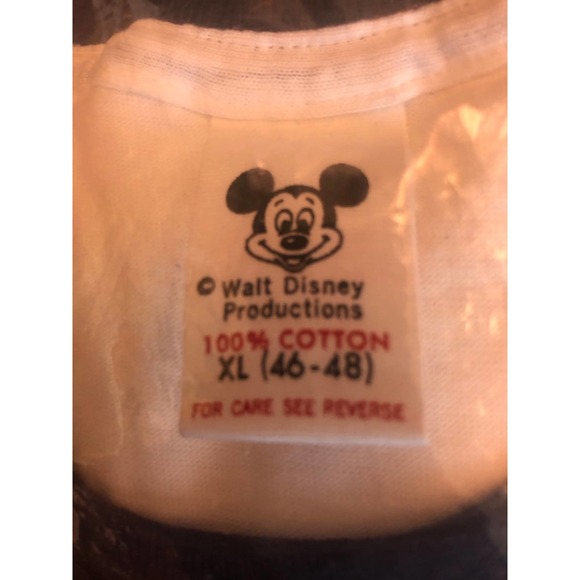 © Walt Disney
Productions
100% COTTON
XL (46-48)
FOR CARE SEE REVERSE